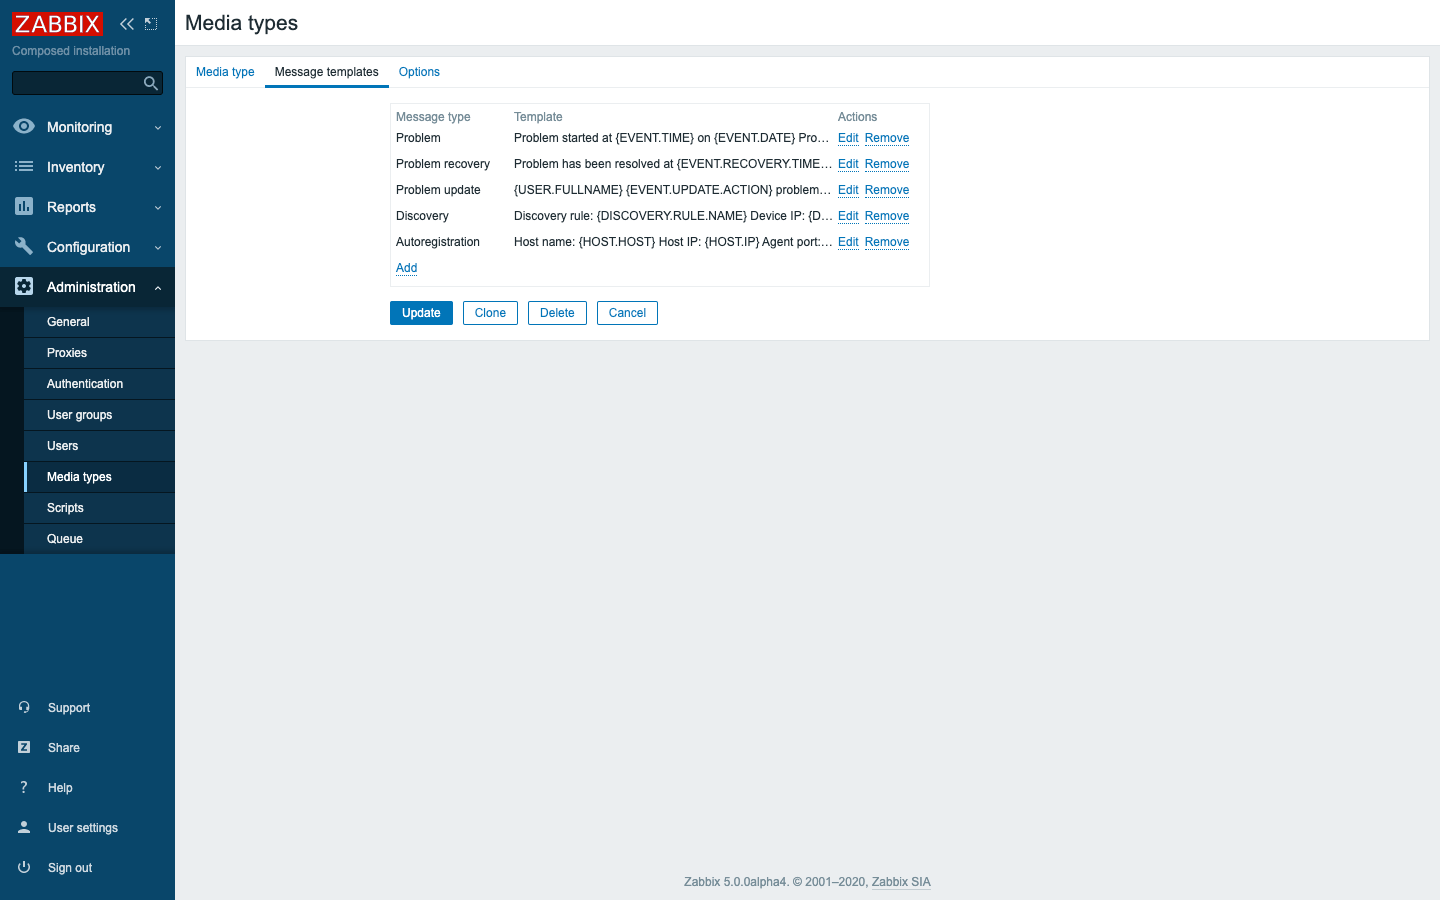 ZABBIX
Composed installation
Monitoring
Inventory
Reports
Configuration
Administration
General
Proxies
Authentication
User groups
Users
Media types
Scripts
Queue
Support
Share
Help
User settings
Sign out
Media types
Media type Message templates Options
Message type Template Actions
Problem Problem started at {EVENT.TIME} on {EVENT.DATE} Pro... Edit Remove
Problem recovery Problem has been resolved at {EVENT.RECOVERY.TIME... Edit Remove
Problem update {USER.FULLNAME} {EVENT.UPDATE.ACTION} problem... Edit Remove
Discovery Discovery rule: {DISCOVERY.RULE.NAME} Device IP: {D... Edit Remove
Autoregistration Host name: {HOST.HOST} Host IP: {HOST.IP} Agent port:... Edit Remove
Add
Update Clone Delete Cancel
Zabbix 5.0.0alpha4. © 2001–2020, Zabbix SIA